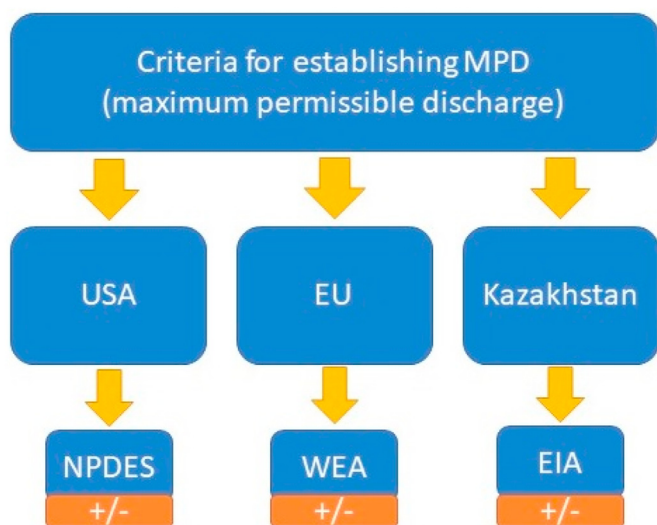 Criteria for establishing MPD
(maximum permissible discharge)
USA
EU
Kazakhstan
NPDES
WEA
EIA
+/-
+/-
+/-